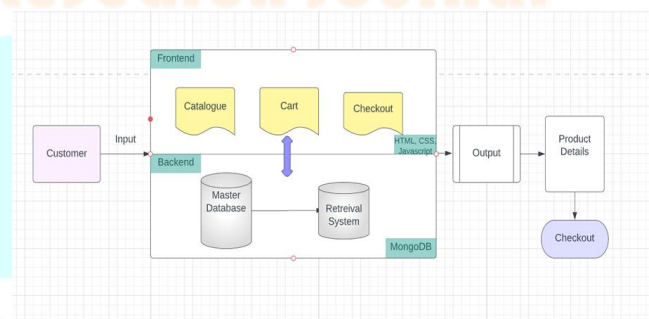 Frontend
Catalogue
Cart
Checkout
HTML, CSS,
Javascript
Customer
Input
Backend
Master
Database
Retreival
System
MongoDB
Output
Product
Details
Checkout